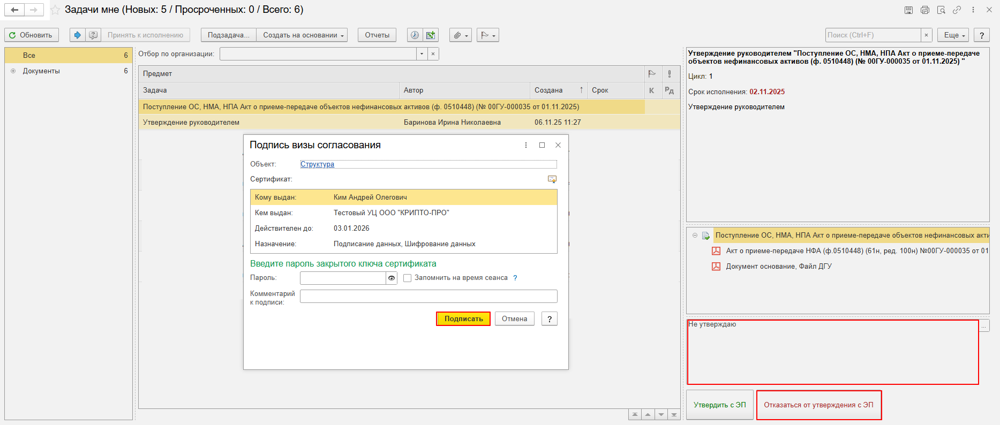 Задачи мне (Новых: 5 / Просроченных: 0 / Всего: 6)
Обновить
Принять к исполнению
Подзадача...
Создать на основании
Отчеты
Поиск (Ctrl+F)
×
Еще
?
Все 6
Документы 6
Отбор по организации:
Предмет
Задача Автор Создана ↑ Срок К РД
Поступление ОС, НМА, НПА Акт о приеме-передаче объектов нефинансовых активов (ф. 0510448) (№ 00ГУ-000035 от 01.11.2025)
Утверждение руководителем Баринова Ирина Николаевна 06.11.25 11:27
Подпись визы согласования
Объект: Структура
Сертификат:
Кому выдан: Ким Андрей Олегович
Кем выдан: Тестовый УЦ ООО "КРИПТО-ПРО"
Действителен до: 03.01.2026
Назначение: Подписание данных, Шифрование данных
Введите пароль закрытого ключа сертификата
Пароль: Запомнить на время сеанса ?
Комментарий
к подписи:
Подписать Отмена ?
Утверждение руководителем "Поступление ОС, НМА, НПА Акт о приеме-передаче
объектов нефинансовых активов (ф. 0510448) (№ 00ГУ-000035 от 01.11.2025) "
Цикл: 1
Срок исполнения: 02.11.2025
Утверждение руководителем
Поступление ОС, НМА, НПА Акт о приеме-передаче объектов нефинансовых акти
Акт о приеме-передаче НФА (ф.0510448) (61н, ред. 100н) №00ГУ-000035 от 01
Документ основание, Файл ДГУ
Не утверждаю
...
Утвердить с ЭП
Отказаться от утверждения с ЭП